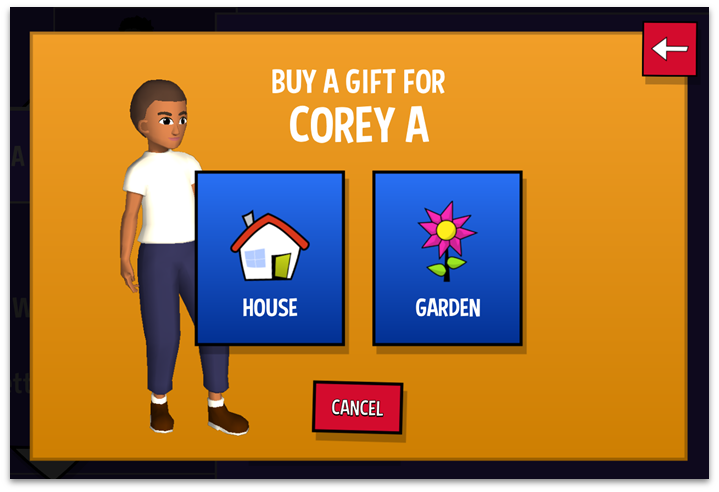 BUY A GIFT FOR
COREY A
HOUSE
GARDEN
CANCEL